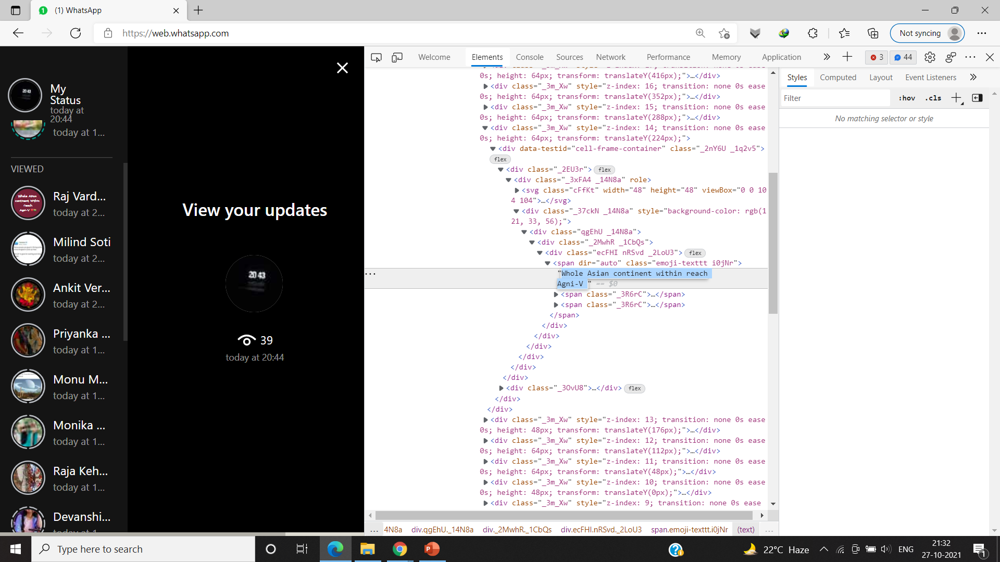 (1) WhatsApp
https://web.whatsapp.com
Not syncing
My
Status
today at
20:44
today at 1...
VIEWED
Raj Vard...
today at 2...
Milind Soti
today at 2...
Ankit Ver...
today at 2...
Priyanka ...
today at 1...
Monu M...
today at 1...
Monika ...
today at 1...
Raja Keh...
today at 1...
Devanshi...
View your updates
20 43
39
today at 20:44
Welcome Elements Console Sources Network Performance Memory Application
3 44
0s; height: 64px; transform: translateY(416px);">…</div>
<div class="_3m_Xw" style="z-index: 16; transition: none 0s ease
0s; height: 64px; transform: translateY(352px);">…</div>
<div class="_3m_Xw" style="z-index: 15; transition: none 0s ease
0s; height: 64px; transform: translateY(288px);">…</div>
<div class="_3m_Xw" style="z-index: 14; transition: none 0s ease
0s; height: 64px; transform: translateY(224px);">
<div data-testid="cell-frame-container" class="_2nY6U _1q2v5">
flex
<div class="_2EU3r"> flex
<div class="_3xFA4 _14N8a" role>
<svg class="cFfKt" width="48" height="48" viewBox="0 0 10
4 104">…</svg>
<div class="_37ckN _14N8a" style="background-color: rgb(1
21, 33, 56);">
<div class="qgEhU _14N8a">
<div class="_2MwhR _1CbQs">
<div class="ecFHI nRSvd _2LoU3"> flex
<span dir="auto" class="emoji-texttt i0jNr">
"Whole Asian continent within reach
Agni-V " == $0
<span class="_3R6rC">…</span>
<span class="_3R6rC">…</span>
</span>
</div>
</div>
</div>
</div>
</div>
</div>
<div class="_3OvU8">…</div> flex
</div>
</div>
<div class="_3m_Xw" style="z-index: 13; transition: none 0s ease
0s; height: 48px; transform: translateY(176px);">…</div>
<div class="_3m_Xw" style="z-index: 12; transition: none 0s ease
0s; height: 64px; transform: translateY(112px);">…</div>
<div class="_3m_Xw" style="z-index: 11; transition: none 0s ease
0s; height: 64px; transform: translateY(48px);">…</div>
<div class="_3m_Xw" style="z-index: 10; transition: none 0s ease
0s; height: 48px; transform: translateY(0px);">…</div>
<div class="_3m_Xw" style="z-index: 9; transition: none 0s ease
... 4N8a div.qgEhU._14N8a div._2MwhR._1CbQs div.ecFHI.nRSvd._2LoU3 span.emoji-texttt.i0jNr (text) ...
Styles Computed Layout Event Listeners
Filter :hov .cls
No matching selector or style
Type here to search
22°C Haze
ENG
21:32
27-10-2021
1